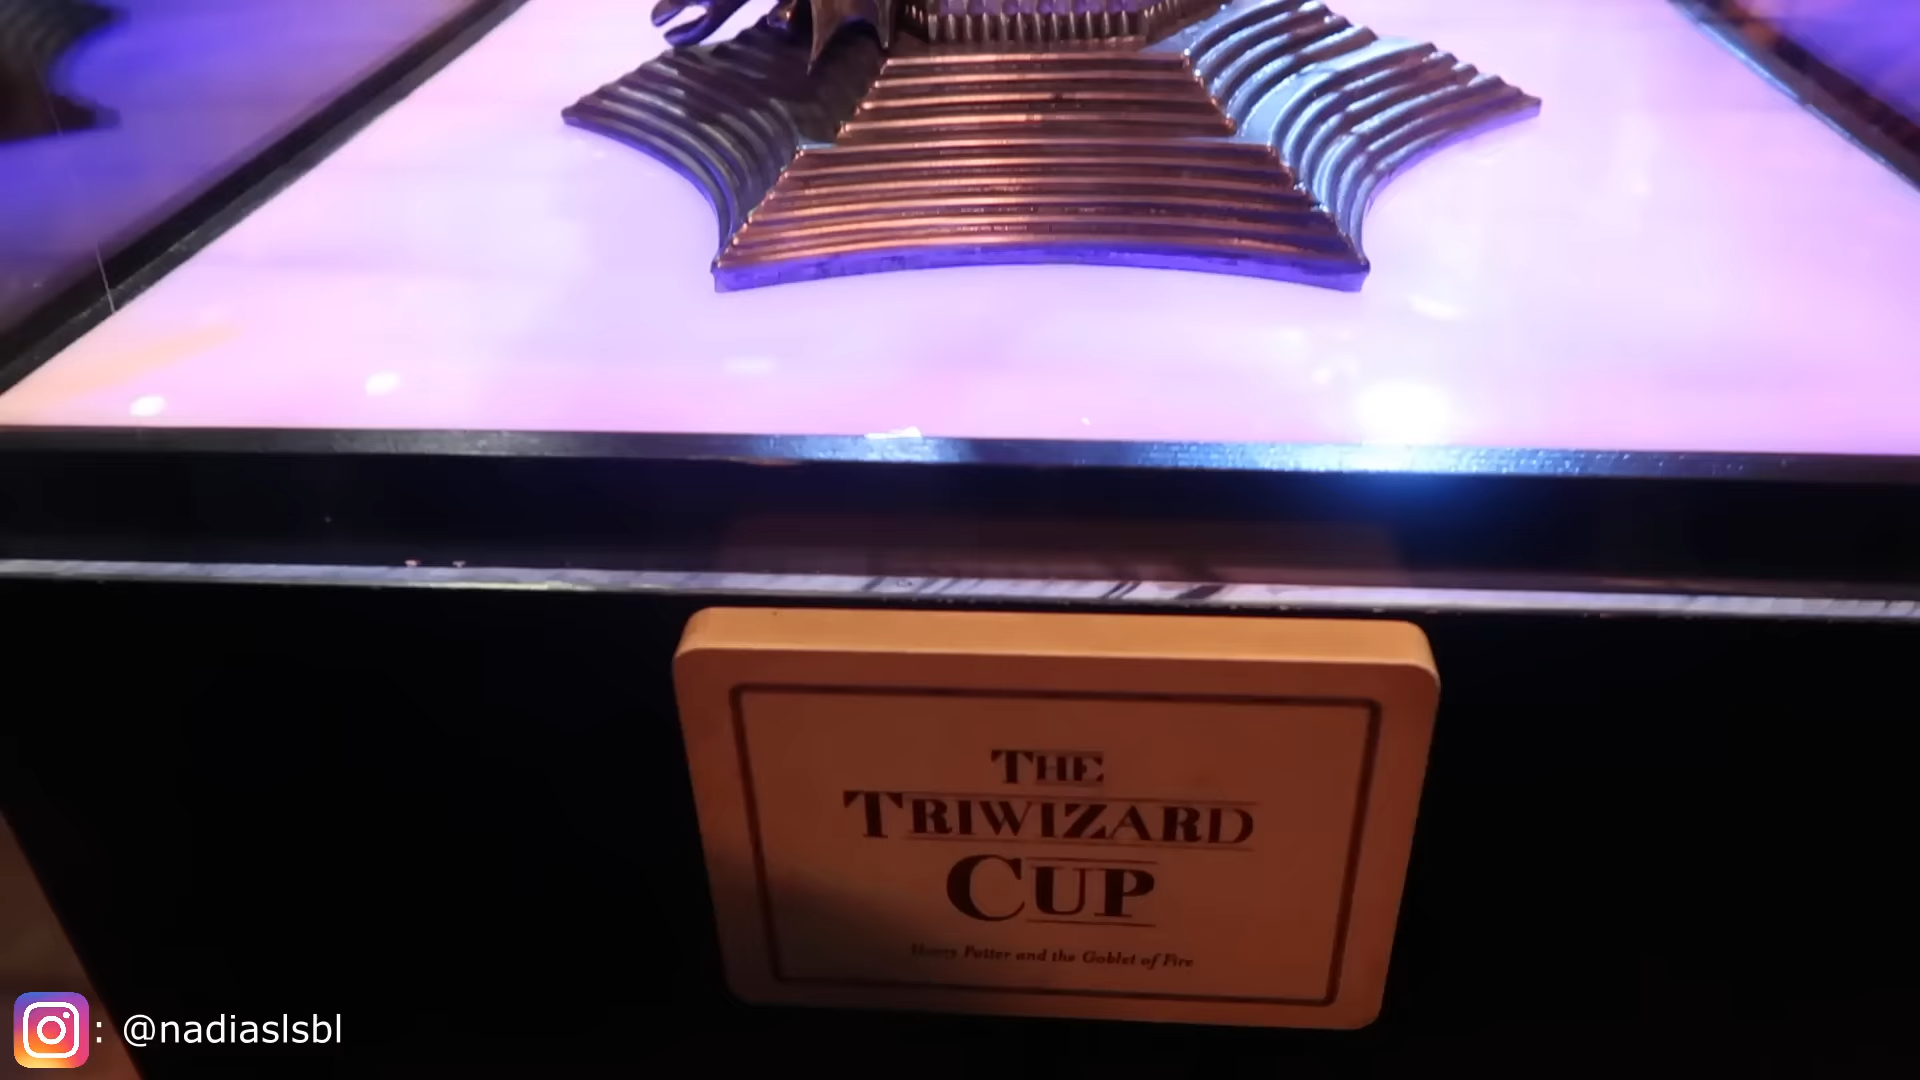 THE
TRIWIZARD
CUP
Harry Potter and the Goblet of Fire
: @nadiaslsbl